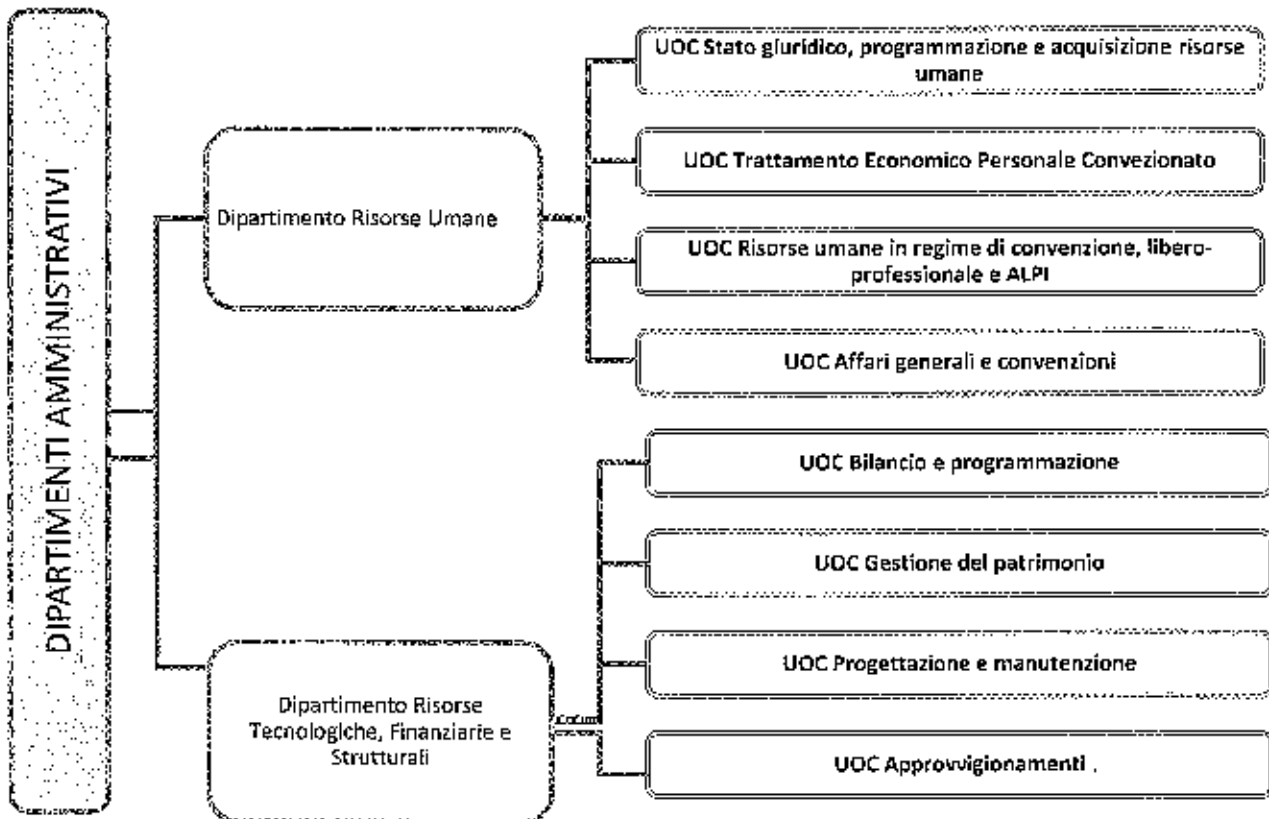 DIPARTIMENTI AMMINISTRATIVI
Dipartimento Risorse Umane
UOC Stato giuridico, programmazione e acquisizione risorse
umane
UOC Trattamento Economico Personale Convezionato
UOC Risorse umane in regime di convenzione, libero-
professionale e ALPI
UOC Affari generali e convenzioni
Dipartimento Risorse
Tecnologiche, Finanziarie e
Strutturali
UOC Bilancio e programmazione
UOC Gestione del patrimonio
UOC Progettazione e manutenzione
UOC Approvvigionamenti .